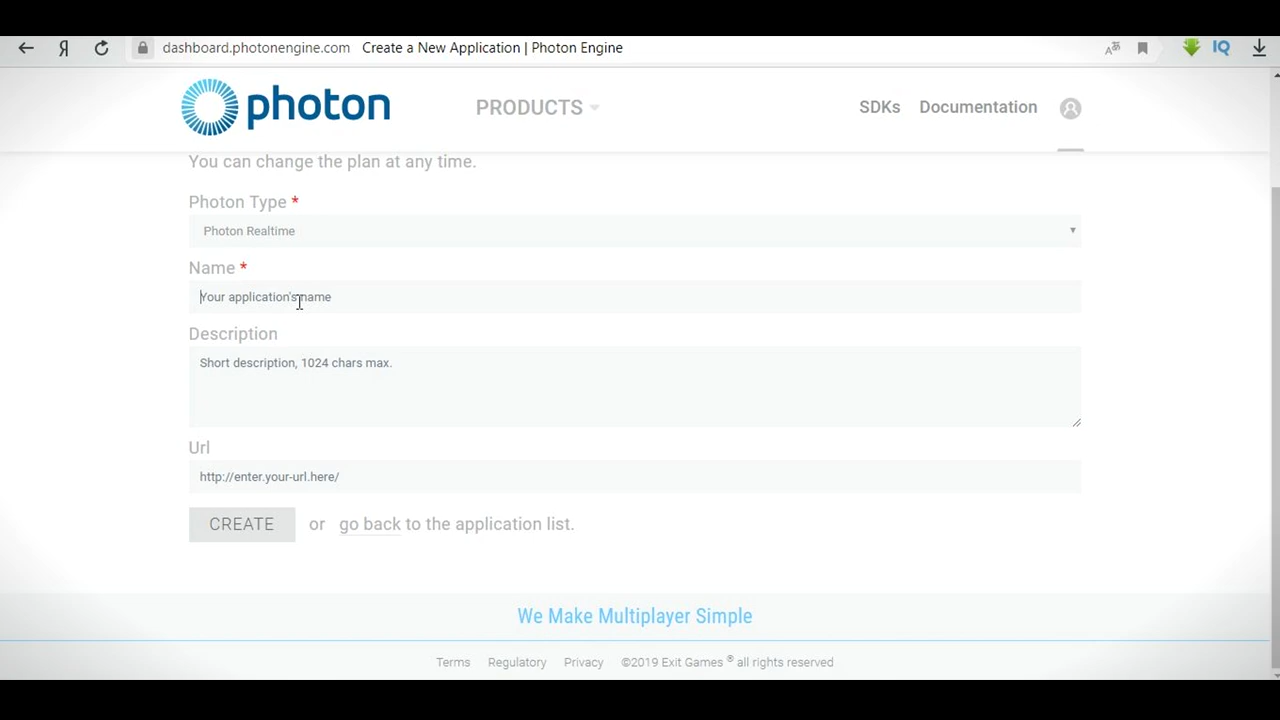 Я dashboard.photonengine.com Create a New Application | Photon Engine IQ
photon PRODUCTS SDKs Documentation
You can change the plan at any time.
Photon Type *
Photon Realtime
Name *
Your application's name
Description
Short description, 1024 chars max.
Url
http://enter.your-url.here/
CREATE or go back to the application list.
We Make Multiplayer Simple
Terms Regulatory Privacy ©2019 Exit Games ® all rights reserved